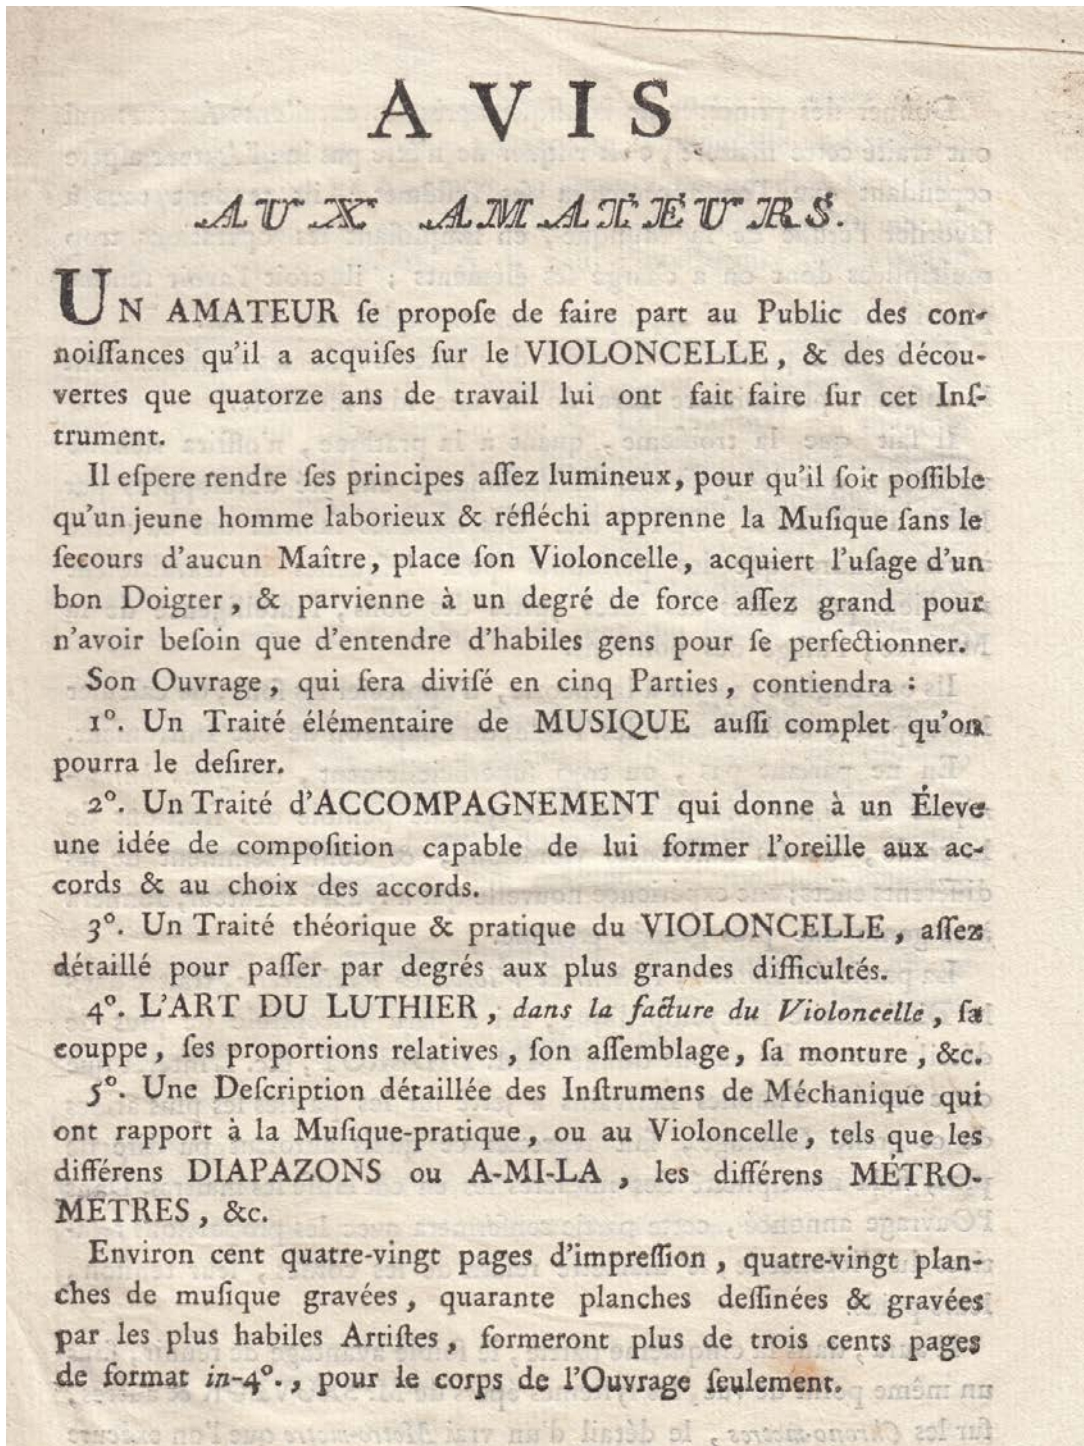 AVIS
AUX AMATEURS.
UN AMATEUR ſe propoſe de faire part au Public des con-
noiſſances qu'il a acquiſes ſur le VIOLONCELLE, & des décou-
vertes que quatorze ans de travail lui ont fait faire ſur cet Inſ-
trument.
Il eſpere rendre ſes principes aſſez lumineux, pour qu'il ſoit poſſible
qu'un jeune homme laborieux & réfléchi apprenne la Muſique ſans le
ſecours d'aucun Maître, place ſon Violoncelle, acquiert l'uſage d'un
bon Doigter, & parvienne à un degré de force aſſez grand pour
n'avoir beſoin que d'entendre d'habiles gens pour ſe perfectionner.
Son Ouvrage, qui ſera diviſé en cinq Parties, contiendra :
1°. Un Traité élémentaire de MUSIQUE auſſi complet qu'on
pourra le deſirer.
2°. Un Traité d'ACCOMPAGNEMENT qui donne à un Éleve
une idée de compoſition capable de lui former l'oreille aux ac-
cords & au choix des accords.
3°. Un Traité théorique & pratique du VIOLONCELLE, aſſez
détaillé pour paſſer par degrés aux plus grandes difficultés.
4°. L'ART DU LUTHIER, dans la facture du Violoncelle, ſa
couppe, ſes proportions relatives, ſon aſſemblage, ſa monture, &c.
5°. Une Deſcription détaillée des Inſtrumens de Méchanique qui
ont rapport à la Muſique-pratique, ou au Violoncelle, tels que les
différens DIAPAZONS ou A-MI-LA, les différens MÉTRO-
METRES, &c.
Environ cent quatre-vingt pages d'impreſſion, quatre-vingt plan-
ches de muſique gravées, quarante planches deſſinées & gravées
par les plus habiles Artiſtes, formeront plus de trois cents pages
de format in-4°., pour le corps de l'Ouvrage ſeulement.